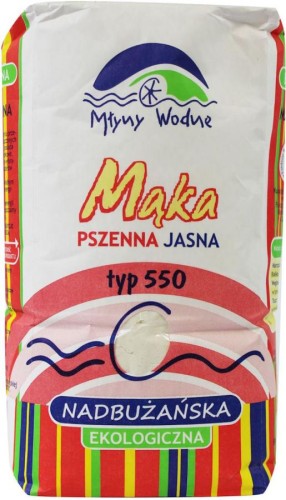 Młyny Wodne
Mąka
PSZENNA JASNA
typ 550
NADBUŻAŃSKA
EKOLOGICZNA